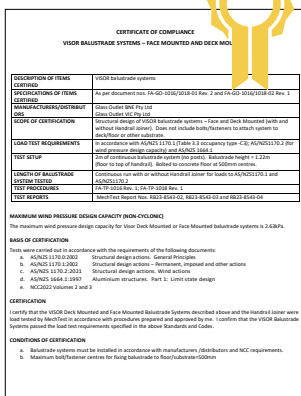 CERTIFICATE OF COMPLIANCE
VISOR BALUSTRADE SYSTEMS – FACE MOUNTED AND DECK MOU
DESCRIPTION OF ITEMS CERTIFIED
VISOR balustrade systems
SPECIFICATIONS OF ITEMS CERTIFIED
As per document nos. FA-GO-1016/1018-01 Rev. 2 and FA-GO-1016/1018-02 Rev. 1
MANUFACTURERS/DISTRIBUTORS
Glass Outlet BNE Pty Ltd
Glass Outlet VIC Pty Ltd
SCOPE OF CERTIFICATION
Structural design of VISOR balustrade systems – Face and Deck Mounted (with and
without Handrail Joiner). Does not include bolts/fasteners to attach system to
deck/floor or other substrate.
LOAD TEST REQUIREMENTS
In accordance with AS/NZS 1170.1 (Table 3.3 occupancy type -C3); AS/NZS1170.2 (for
wind pressure design capacity) and AS/NZS 1664.1
TEST SETUP
2m of continuous balustrade system (no posts). Balustrade height = 1.22m
(floor to top of handrail). Bolted to concrete floor at 500mm centres.
LENGTH OF BALUSTRADE SYSTEM TESTED
Continuous run with or without Handrail Joiner for loads to AS/NZS1170.1 and
AS/NZS1170.2
TEST PROCEDURES
FA-TP-1016 Rev. 1; FA-TP-1018 Rev. 1
TEST REPORTS
MechTest Report Nos. RB23-8543-02, RB23-8543-03 and RB23-8543-04
MAXIMUM WIND PRESSURE DESIGN CAPACITY (NON-CYCLONIC)
The maximum wind pressure design capacity for Visor Deck Mounted or Face-Mounted balustrade systems is 2.63kPa.
BASIS OF CERTIFICATION
Tests were carried out in accordance with the requirements of the following documents:
a. AS/NZS 1170.0:2002 Structural design actions. General Principles
b. AS/NZS 1170.1:2002 Structural design actions – Permanent, imposed and other actions
c. AS/NZS 1170.2:2021 Structural design actions. Wind actions
d. AS/NZS 1664.1:1997 Aluminium structures. Part 1: Limit state design
e. NCC2022 Volumes 2 and 3
CERTIFICATION
I certify that the VISOR Deck Mounted and Face Mounted Balustrade Systems described above and the Handrail Joiner were
load tested by MechTest in accordance with procedures prepared and approved by me. I confirm that the VISOR Balustrade
Systems passed the load test requirements specified in the above Standards and Codes.
CONDITIONS OF CERTIFICATION
a. Balustrade systems must be installed in accordance with manufacturers /distributors and NCC requirements.
b. Maximum bolt/fastener centres for fixing balustrade to floor/substrate=500mm